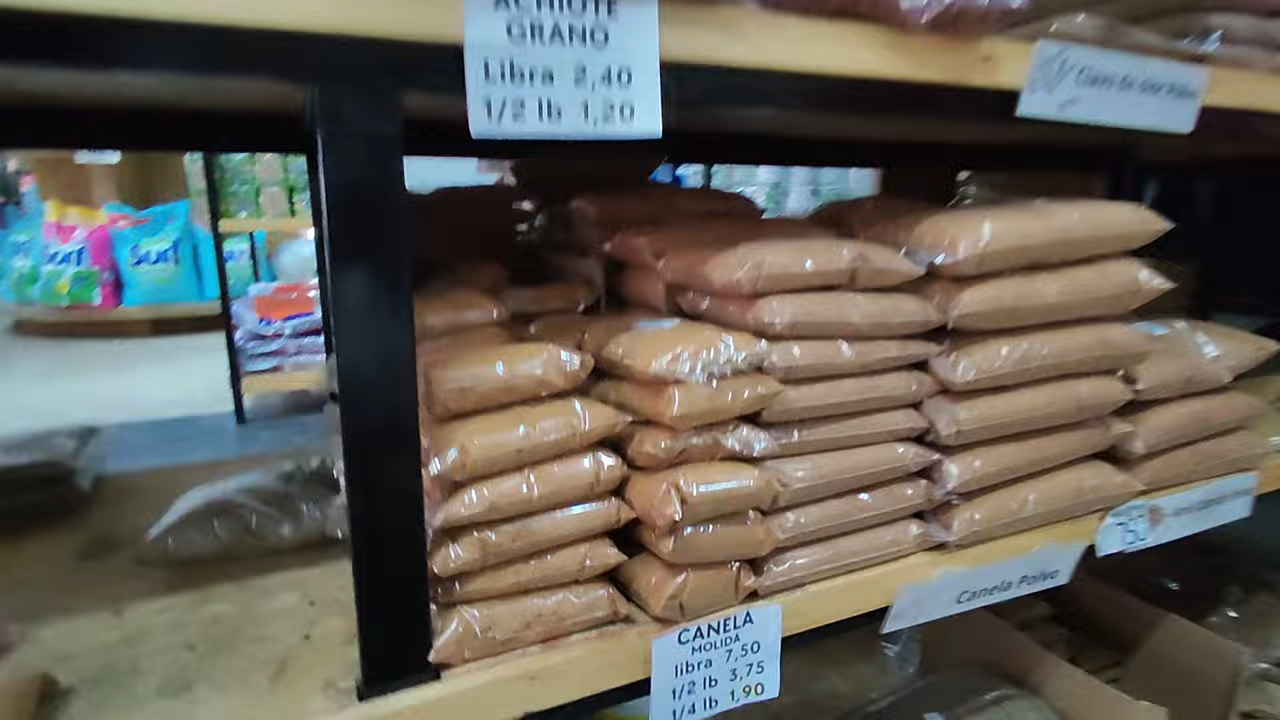 ACHIOTE
GRANO
Libra 2,40
1/2 lb 1,20
Surf
Canela Polvo
CANELA
MOLIDA
libra 7,50
1/2 lb 3,75
1/4 lb 1,90